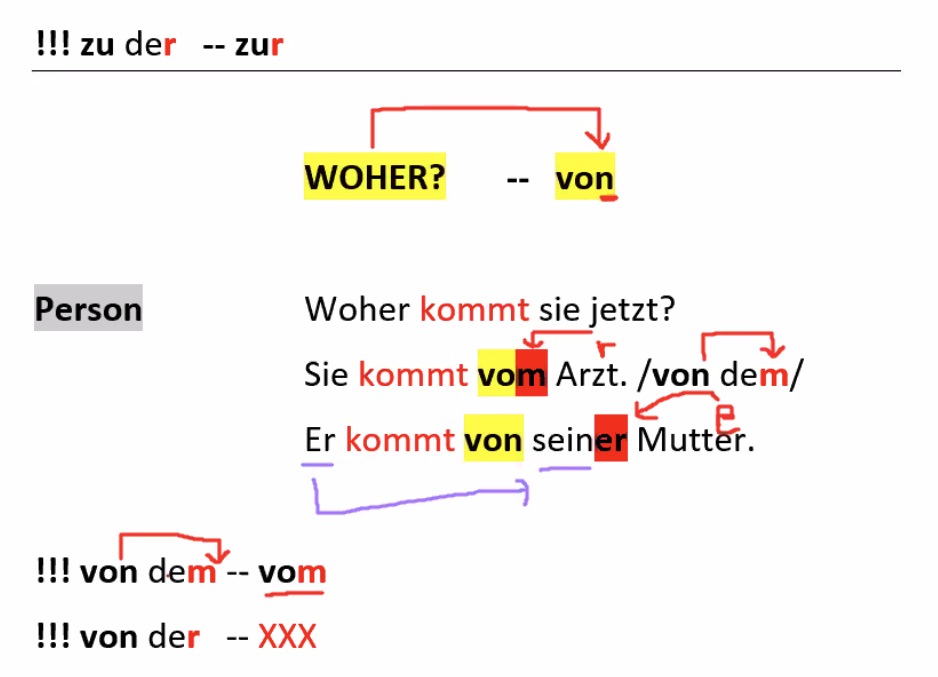 !!! zu der -- zur
WOHER? -- von
Person Woher kommt sie jetzt?
r
Sie kommt vom Arzt. /von dem/
e
Er kommt von seiner Mutter.
!!! von dem -- vom
!!! von der -- XXX